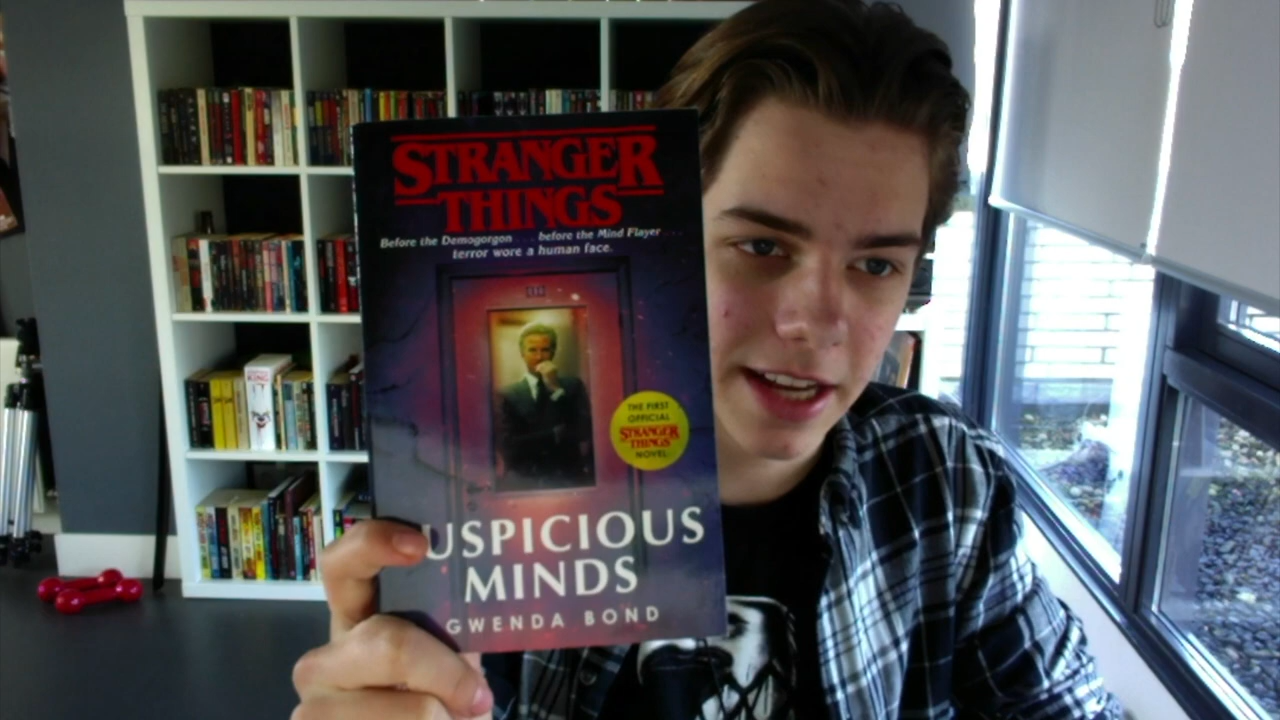 STRANGER
THINGS
Before the Demogorgon . . . before the Mind Flayer . . .
terror wore a human face.
THE FIRST
OFFICIAL
STRANGER
THINGS
NOVEL
USPICIOUS
MINDS
GWENDA BOND
KING